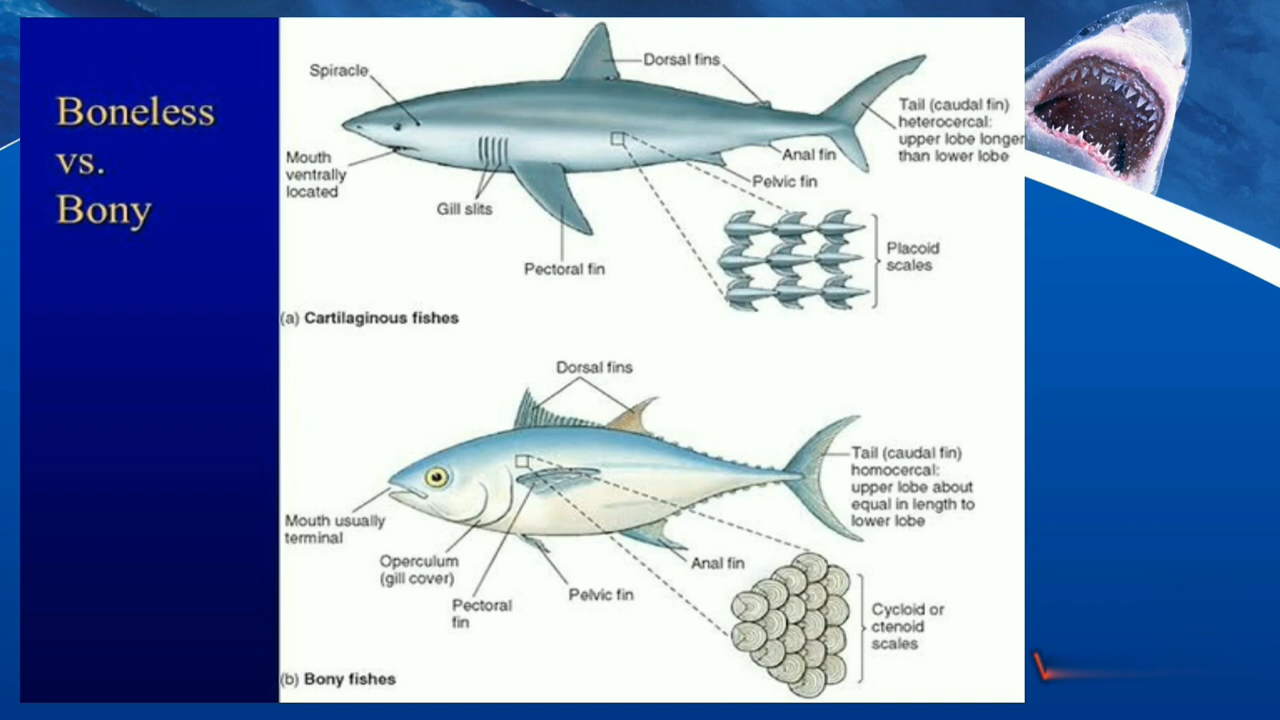 Boneless
vs.
Bony
Spiracle
Dorsal fins
Tail (caudal fin)
heterocercal:
upper lobe longer
than lower lobe
Mouth
ventrally
located
Anal fin
Pelvic fin
Gill slits
Pectoral fin
Placoid
scales
(a) Cartilaginous fishes
Dorsal fins
Tail (caudal fin)
homocercal:
upper lobe about
equal in length to
lower lobe
Mouth usually
terminal
Operculum
(gill cover)
Anal fin
Pelvic fin
Pectoral
fin
Cycloid or
ctenoid
scales
(b) Bony fishes